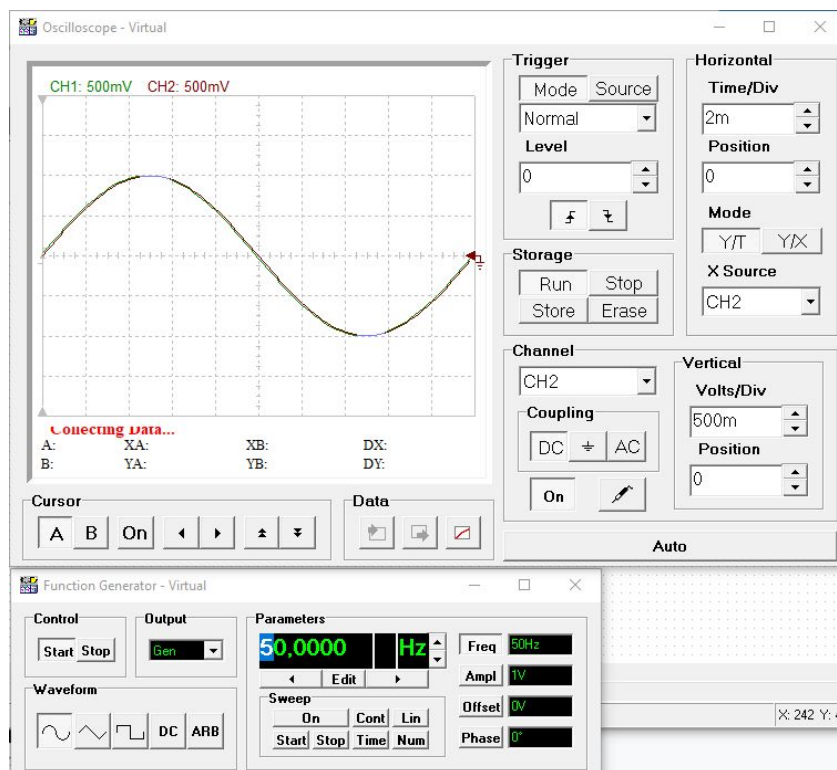 Oscilloscope - Virtual
CH1: 500mV CH2: 500mV
Collecting Data...
A: XA: XB: DX:
B: YA: YB: DY:
Cursor
A B On
Data
Trigger
Mode Source
Normal
Level
0
Storage
Run Stop
Store Erase
Horizontal
Time/Div
2m
Position
0
Mode
Y/T Y/X
X Source
CH2
Channel
CH2
Coupling
DC AC
On
Vertical
Volts/Div
500m
Position
0
Auto
Function Generator - Virtual
Control
Start Stop
Output
Gen
Waveform
DC ARB
Parameters
50,0000 Hz
Edit
Sweep
On Cont Lin
Start Stop Time Num
Freq 50Hz
Ampl 1V
Offset 0V
Phase 0°
X: 242 Y: